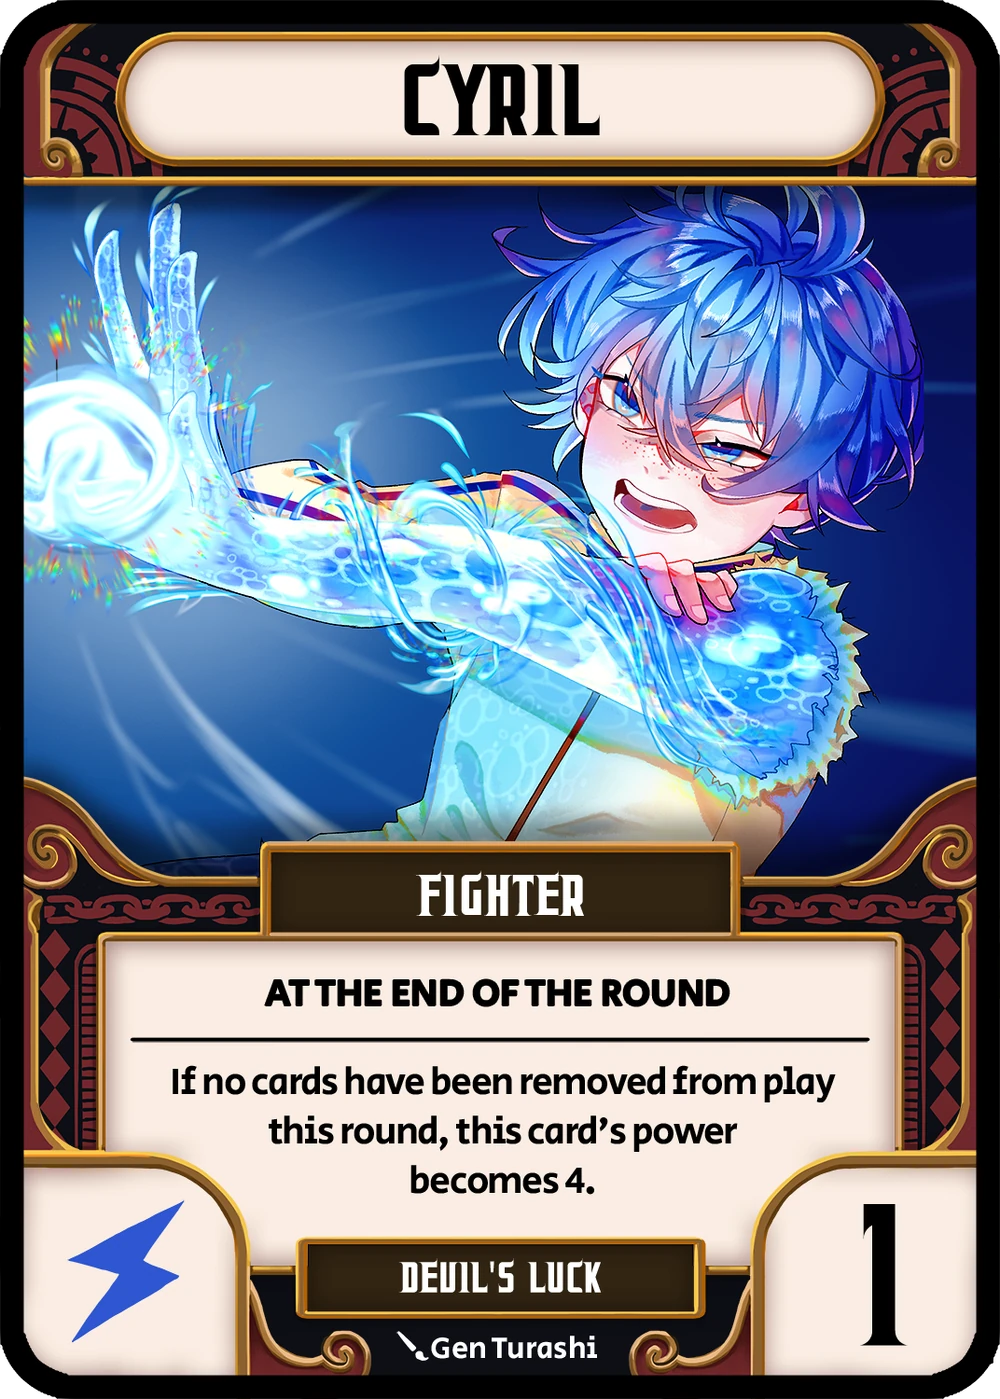 CYRIL
FIGHTER
AT THE END OF THE ROUND
If no cards have been removed from play
this round, this card's power
becomes 4.
DEVIL'S LUCK
1
Gen Turashi